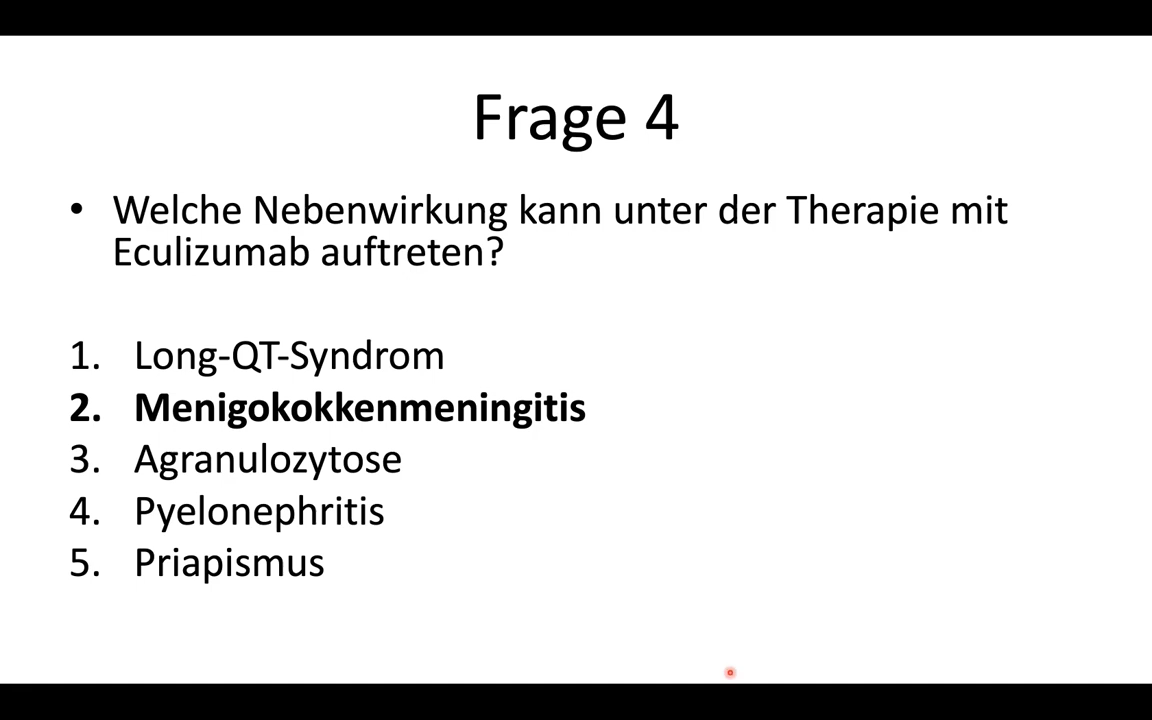 Frage 4
• Welche Nebenwirkung kann unter der Therapie mit
Eculizumab auftreten?
1. Long-QT-Syndrom
2. Menigokokkenmeningitis
3. Agranulozytose
4. Pyelonephritis
5. Priapismus